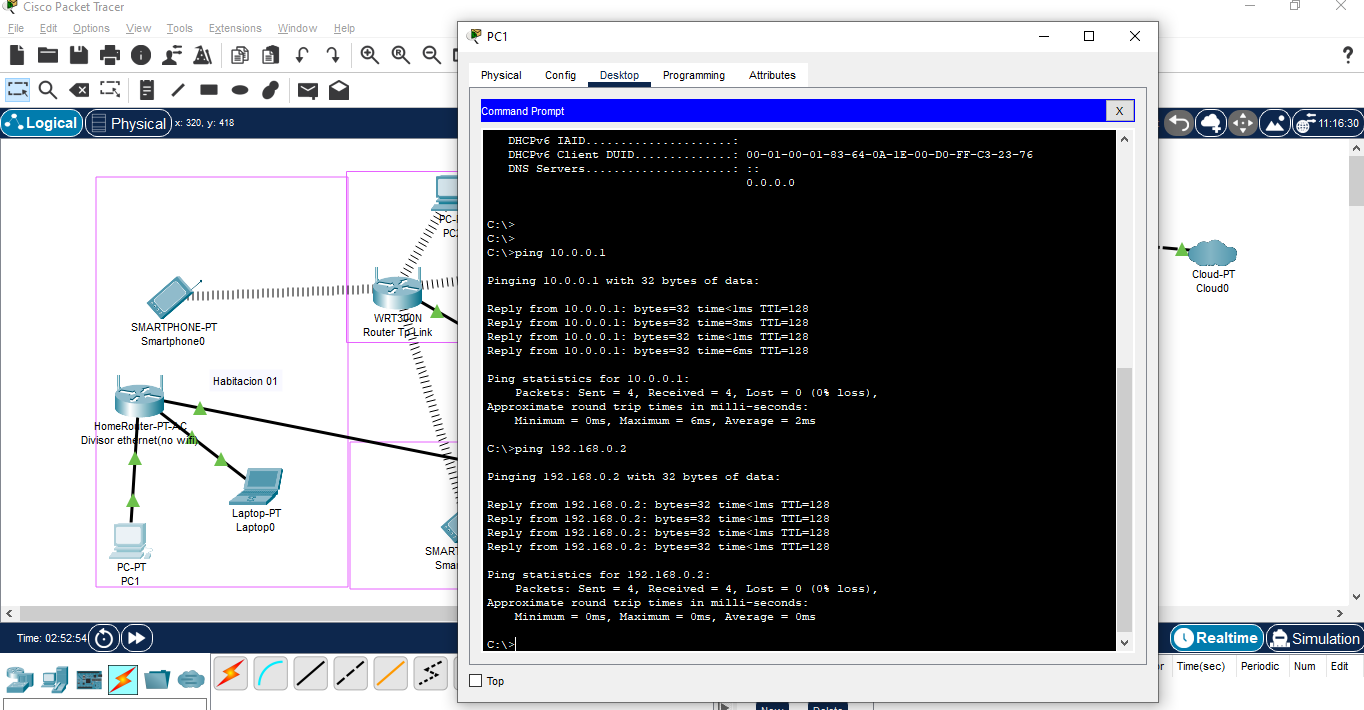 Cisco Packet Tracer
File Edit Options View Tools Extensions Window Help
?
Logical
Physical
x: 320, y: 418
11:16:30
PC1
Physical Config Desktop Programming Attributes
Command Prompt
X
DHCPv6 IAID.....................:
DHCPv6 Client DUID..............: 00-01-00-01-83-64-0A-1E-00-D0-FF-C3-23-76
DNS Servers.....................: ::
0.0.0.0
C:\>
C:\>
C:\>ping 10.0.0.1
Pinging 10.0.0.1 with 32 bytes of data:
Reply from 10.0.0.1: bytes=32 time<1ms TTL=128
Reply from 10.0.0.1: bytes=32 time=3ms TTL=128
Reply from 10.0.0.1: bytes=32 time<1ms TTL=128
Reply from 10.0.0.1: bytes=32 time=6ms TTL=128
Ping statistics for 10.0.0.1:
Packets: Sent = 4, Received = 4, Lost = 0 (0% loss),
Approximate round trip times in milli-seconds:
Minimum = 0ms, Maximum = 6ms, Average = 2ms
C:\>ping 192.168.0.2
Pinging 192.168.0.2 with 32 bytes of data:
Reply from 192.168.0.2: bytes=32 time<1ms TTL=128
Reply from 192.168.0.2: bytes=32 time<1ms TTL=128
Reply from 192.168.0.2: bytes=32 time<1ms TTL=128
Reply from 192.168.0.2: bytes=32 time<1ms TTL=128
Ping statistics for 192.168.0.2:
Packets: Sent = 4, Received = 4, Lost = 0 (0% loss),
Approximate round trip times in milli-seconds:
Minimum = 0ms, Maximum = 0ms, Average = 0ms
C:\>
Top
WRT300N
Router Tp Link
SMARTPHONE-PT
Smartphone0
Habitacion 01
HomeRouter-PT-AC
Divisor ethernet(no wifi)
Laptop-PT
Laptop0
PC-PT
PC1
Cloud-PT
Cloud0
Time: 02:52:54
Realtime
Simulation
Time(sec) Periodic Num Edit